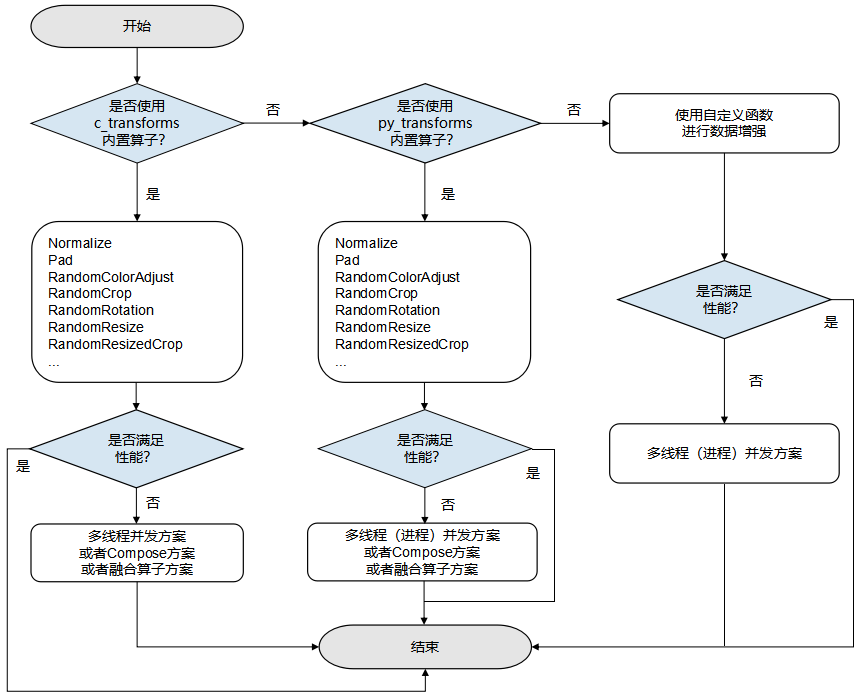 开始
是否使用
c_transforms
内置算子?
否
是否使用
py_transforms
内置算子?
否
使用自定义函数
进行数据增强
是
是
Normalize
Pad
RandomColorAdjust
RandomCrop
RandomRotation
RandomResize
RandomResizedCrop
...
Normalize
Pad
RandomColorAdjust
RandomCrop
RandomRotation
RandomResize
RandomResizedCrop
...
是否满足
性能?
是
否
是否满足
性能?
是
否
是否满足
性能?
是
否
多线程(进程)并发方案
多线程并发方案
或者Compose方案
或者融合算子方案
多线程(进程)并发方案
或者Compose方案
或者融合算子方案
结束